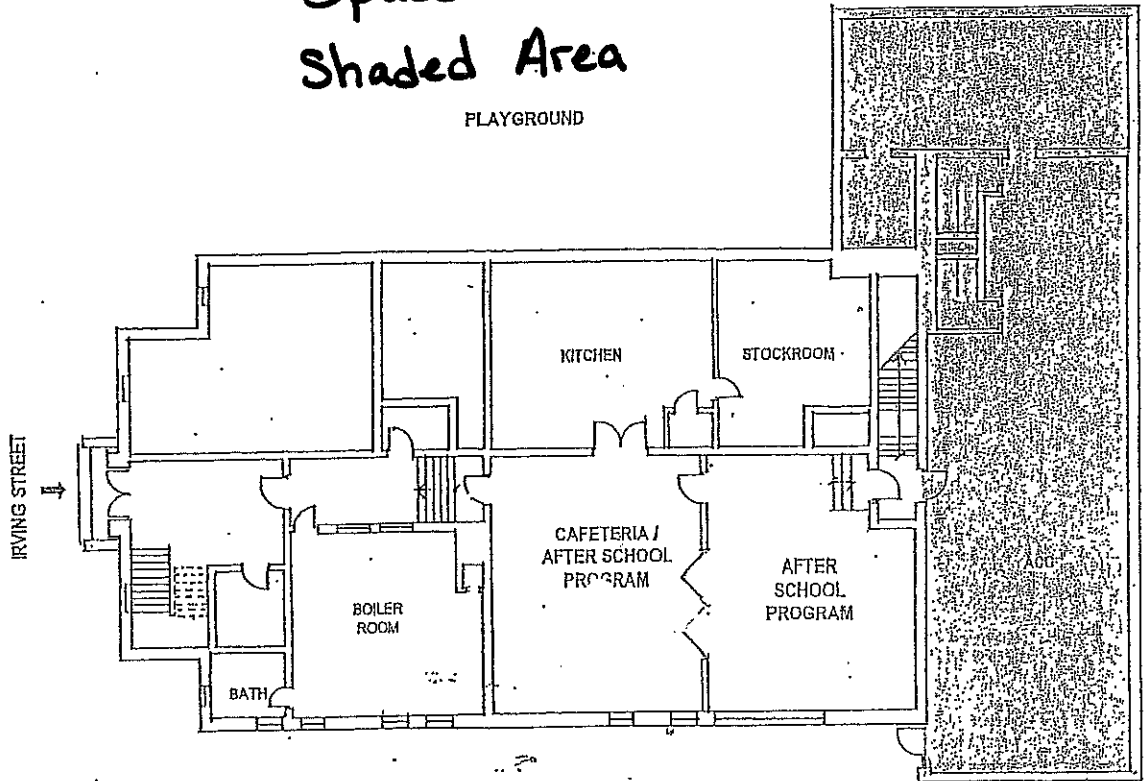 Shaded Area
PLAYGROUND
KITCHEN
STOCKROOM
IRVING STREET
CAFETERIA /
AFTER SCHOOL
PROGRAM
AFTER
SCHOOL
PROGRAM
BOILER
ROOM
BATH